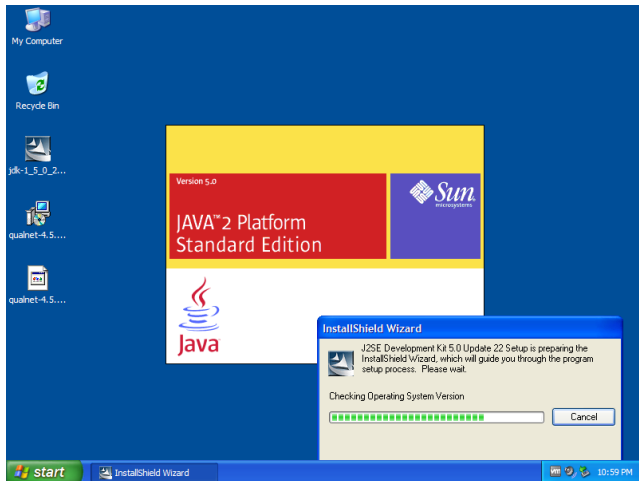 My Computer
Recycle Bin
jdk-1_5_0_2...
qualnet-4.5....
qualnet-4.5....
Version 5.0
JAVA™ 2 Platform
Standard Edition
Sun
microsystems
Java
InstallShield Wizard
J2SE Development Kit 5.0 Update 22 Setup is preparing the
InstallShield Wizard, which will guide you through the program
setup process. Please wait.
Checking Operating System Version
Cancel
start
InstallShield Wizard
10:59 PM